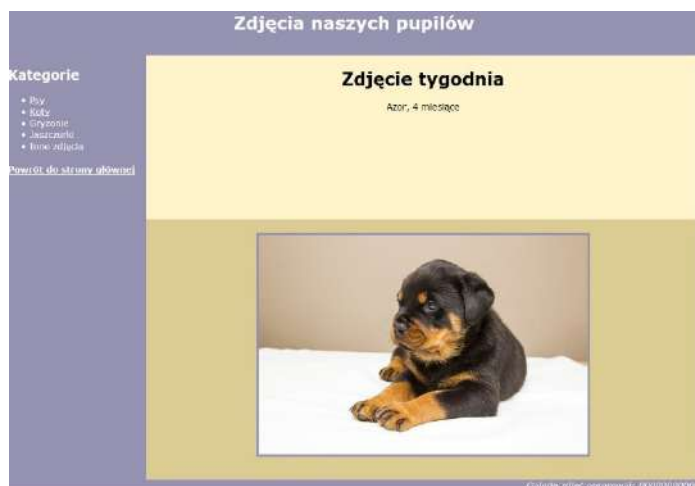 Zdjęcia naszych pupilów
Kategorie
Psy
Koty
Gryzonie
Jaszczurki
Inne zdjęcia
Powrót do strony głównej
Zdjęcie tygodnia
Azor, 4 miesiące